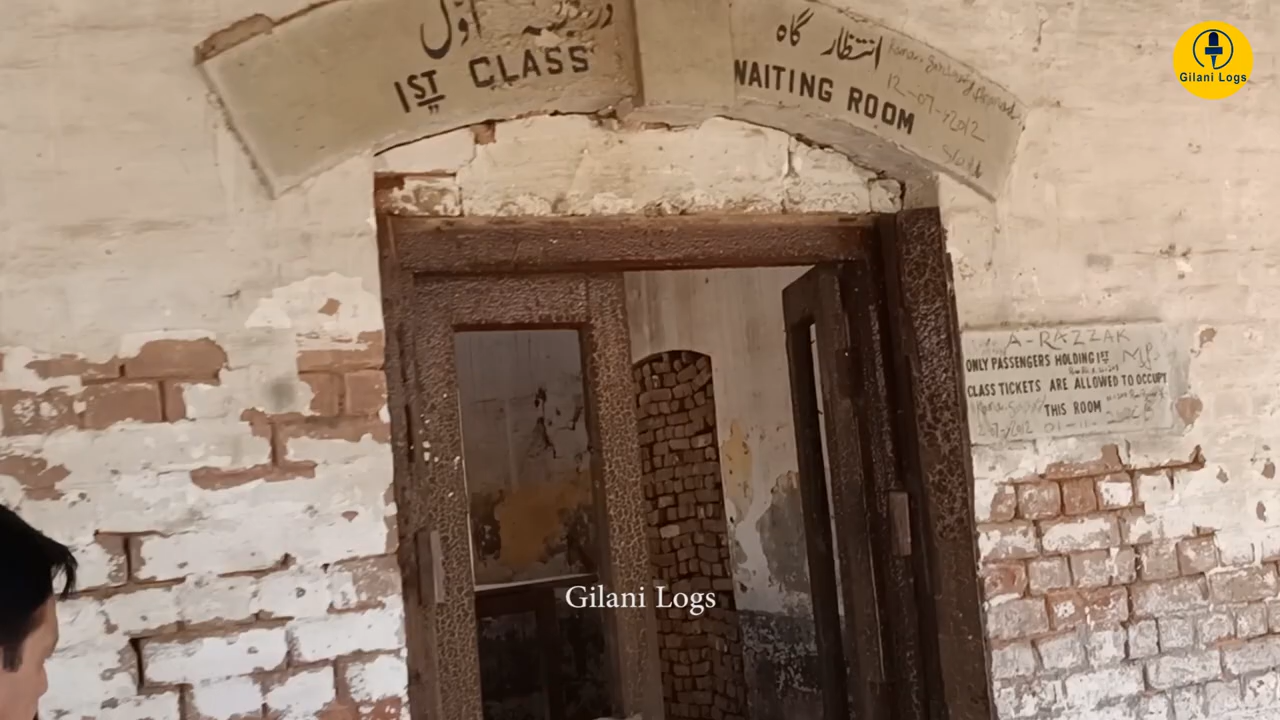 درجہ اوّل
1ST CLASS
انتظار گاہ
WAITING ROOM
12-07-2012
A-RAZZAK
ONLY PASSENGERS HOLDING 1ST
CLASS TICKETS ARE ALLOWED TO OCCUPY
THIS ROOM
Gilani Logs
Gilani Logs